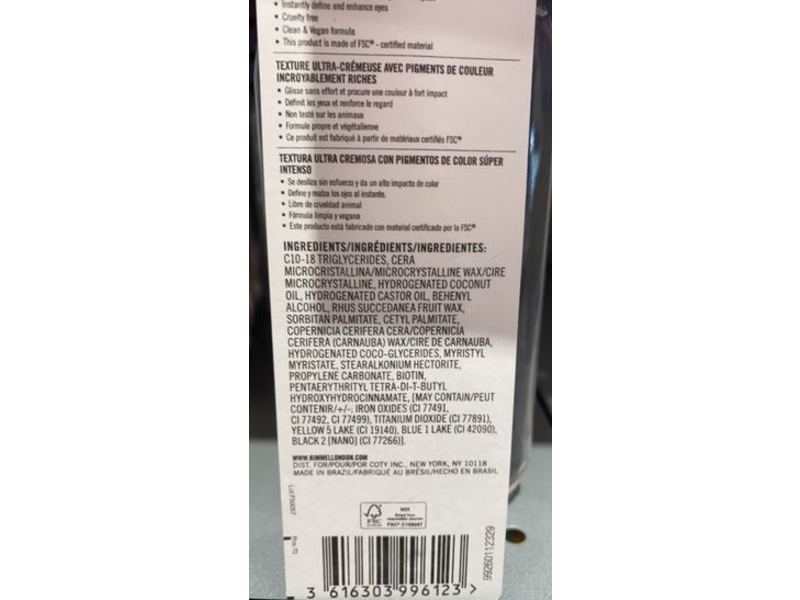 • Instantly define and enhance eyes
• Cruelty free
• Clean & Vegan formula
• This product is made of FSC® - certified material
TEXTURE ULTRA-CRÉMEUSE AVEC PIGMENTS DE COULEUR
INCROYABLEMENT RICHES
• Glisse sans effort et procure une couleur à fort impact
• Définit les yeux et renforce le regard
• Non testé sur les animaux
• Formule propre et végétalienne
• Ce produit est fabriqué à partir de matériaux certifiés FSC®
TEXTURA ULTRA CREMOSA CON PIGMENTOS DE COLOR SÚPER
INTENSO
• Se desliza sin esfuerzo y da un alto impacto de color
• Define y realza los ojos al instante.
• Libre de crueldad animal
• Fórmula limpia y vegana
• Este producto está fabricado con material certificado por la FSC®
INGREDIENTS/INGRÉDIENTS/INGREDIENTES:
C10-18 TRIGLYCERIDES, CERA
MICROCRISTALLINA/MICROCRYSTALLINE WAX/CIRE
MICROCRYSTALLINE, HYDROGENATED COCONUT
OIL, HYDROGENATED CASTOR OIL, BEHENYL
ALCOHOL, RHUS SUCCEDANEA FRUIT WAX,
SORBITAN PALMITATE, CETYL PALMITATE,
COPERNICIA CERIFERA CERA/COPERNICIA
CERIFERA (CARNAUBA) WAX/CIRE DE CARNAUBA,
HYDROGENATED COCO-GLYCERIDES, MYRISTYL
MYRISTATE, STEARALKONIUM HECTORITE,
PROPYLENE CARBONATE, BIOTIN,
PENTAERYTHRITYL TETRA-DI-T-BUTYL
HYDROXYHYDROCINNAMATE, [MAY CONTAIN/PEUT
CONTENIR/+/-: IRON OXIDES (CI 77491,
CI 77492, CI 77499), TITANIUM DIOXIDE (CI 77891),
YELLOW 5 LAKE (CI 19140), BLUE 1 LAKE (CI 42090),
BLACK 2 [NANO] (CI 77266)].
WWW.RIMMELLONDON.COM
DIST. FOR/POUR/POR COTY INC., NEW YORK, NY 10118
MADE IN BRAZIL/FABRIQUÉ AU BRÉSIL/HECHO EN BRASIL
FSC
MIX
99260112329
3 616303 996123 >